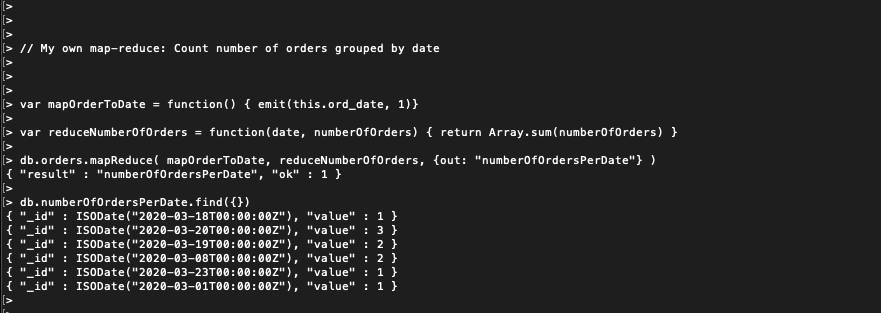 >
>
>
> // My own map-reduce: Count number of orders grouped by date
>
>
>
> var mapOrderToDate = function() { emit(this.ord_date, 1)}
>
> var reduceNumberOfOrders = function(date, numberOfOrders) { return Array.sum(numberOfOrders) }
>
> db.orders.mapReduce( mapOrderToDate, reduceNumberOfOrders, {out: "numberOfOrdersPerDate"} )
{ "result" : "numberOfOrdersPerDate", "ok" : 1 }
>
> db.numberOfOrdersPerDate.find({})
{ "_id" : ISODate("2020-03-18T00:00:00Z"), "value" : 1 }
{ "_id" : ISODate("2020-03-20T00:00:00Z"), "value" : 3 }
{ "_id" : ISODate("2020-03-19T00:00:00Z"), "value" : 2 }
{ "_id" : ISODate("2020-03-08T00:00:00Z"), "value" : 2 }
{ "_id" : ISODate("2020-03-23T00:00:00Z"), "value" : 1 }
{ "_id" : ISODate("2020-03-01T00:00:00Z"), "value" : 1 }
>